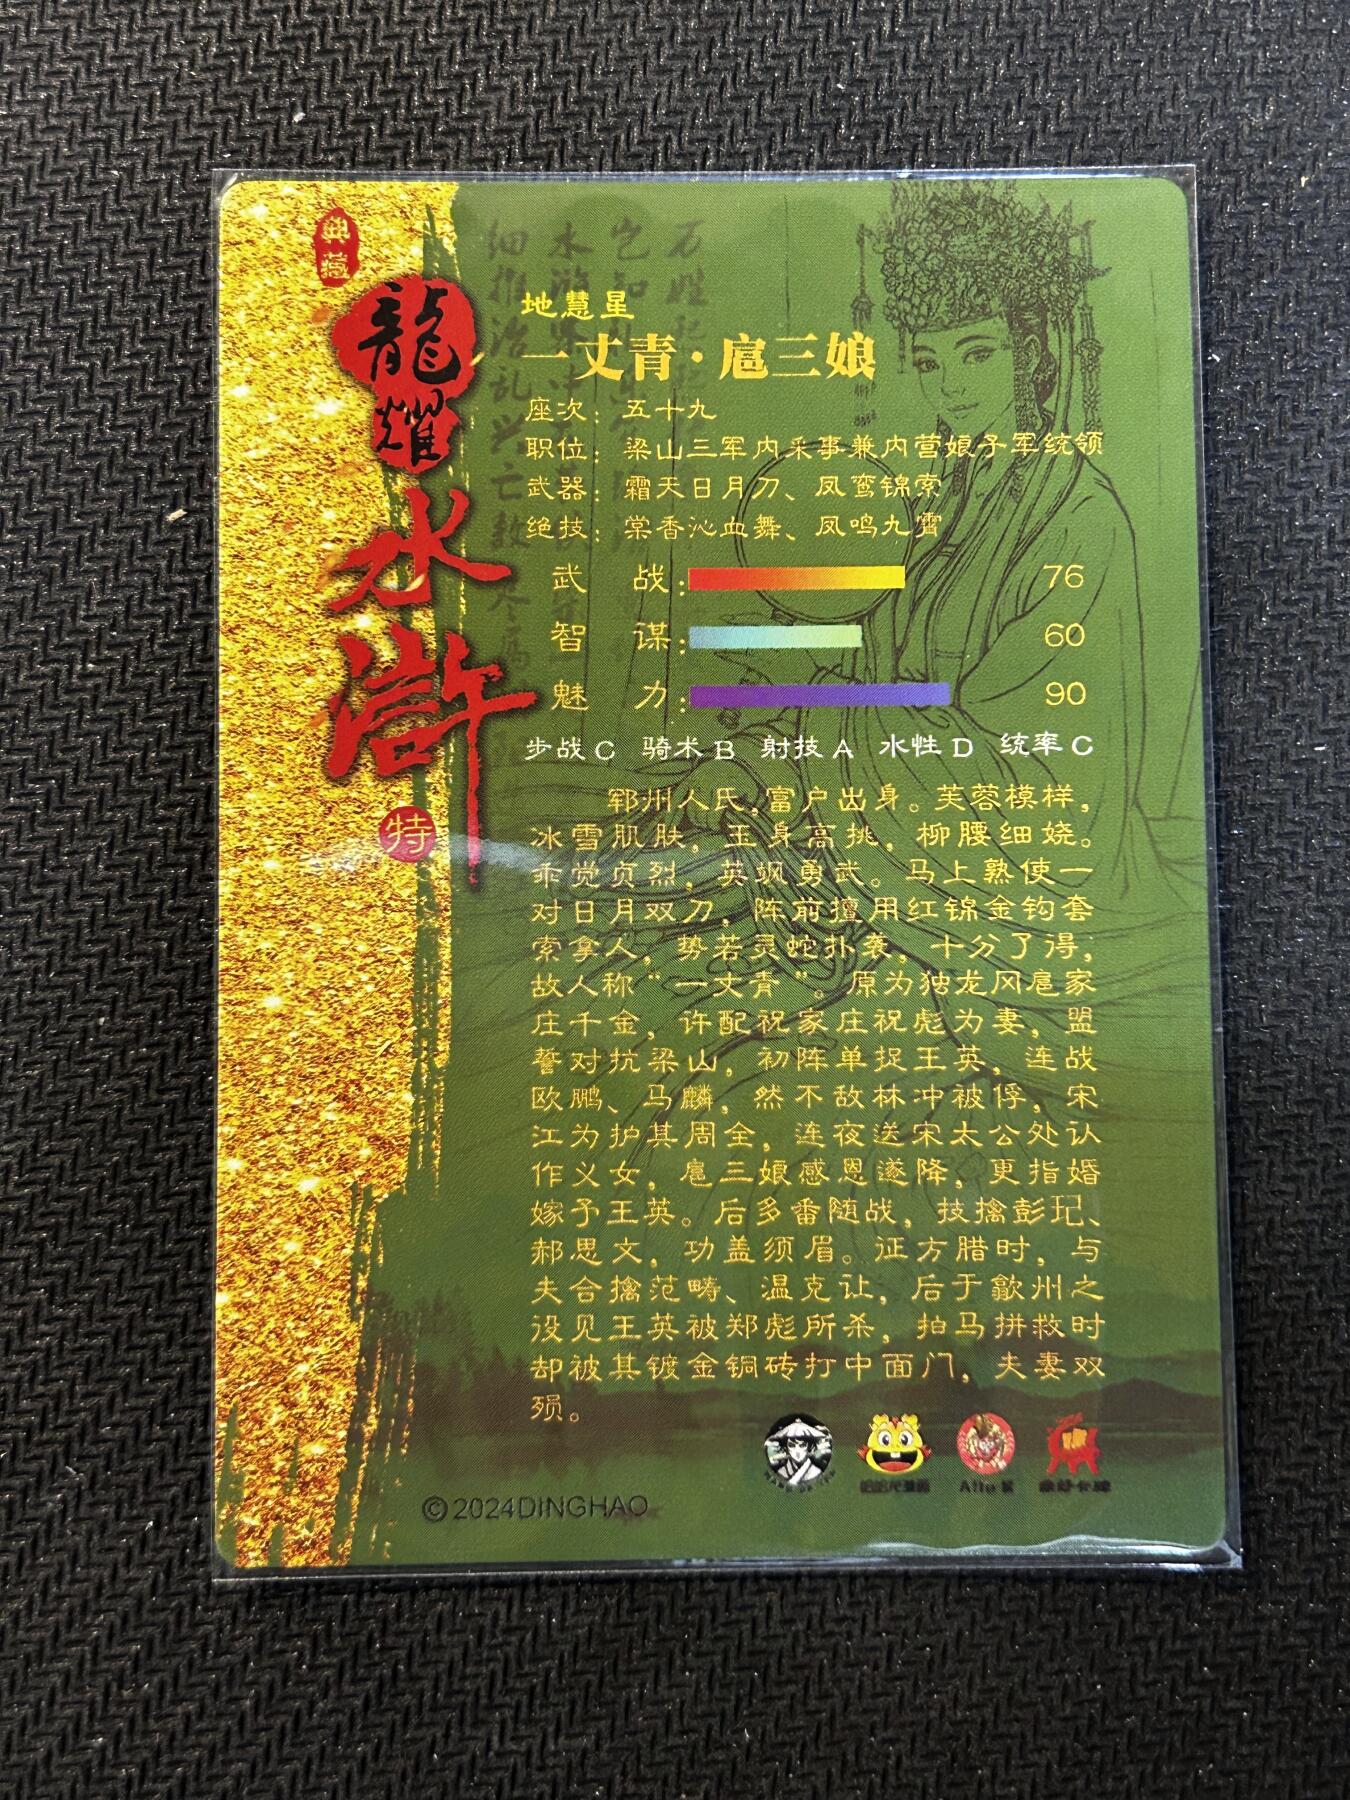 典藏
龍耀
水滸
特
地慧星
一丈青·扈三娘
座次：五十九
职位：梁山三军内采事兼内营娘子军统领
武器：霜天日月刀、凤鸾锦索
绝技：棠香沁血舞、凤鸣九霄
武战：76
智谋：60
魅力：90
步战C 骑术B 射技A 水性D 统率C
郓州人氏，富户出身。芙蓉模样，
冰雪肌肤，玉身高挑，柳腰细娆。
乖觉贞烈，英飒勇武。马上熟使一
对日月双刀，阵前擅用红锦金钩套
索拿人，势若灵蛇扑袭，十分了得；
故人称“一丈青”。原为独龙风扈家
庄千金，许配祝家庄祝彪为妻，盟
誓对抗梁山，初阵单捉王英，连战
欧鹏、马麟，然不敌林冲被俘，宋
江为护其周全，连夜送宋太公处认
作义女，扈三娘感恩遂降，更指婚
嫁予王英。后多番随战，技擒彭玘、
郝思文，功盖须眉。征方腊时，与
夫合擒范畴、温克让，后于歙州之
役见王英被郑彪所杀，拍马拼救时
却被其镀金铜砖打中面门，夫妻双
殒。
©2024DINGHAO